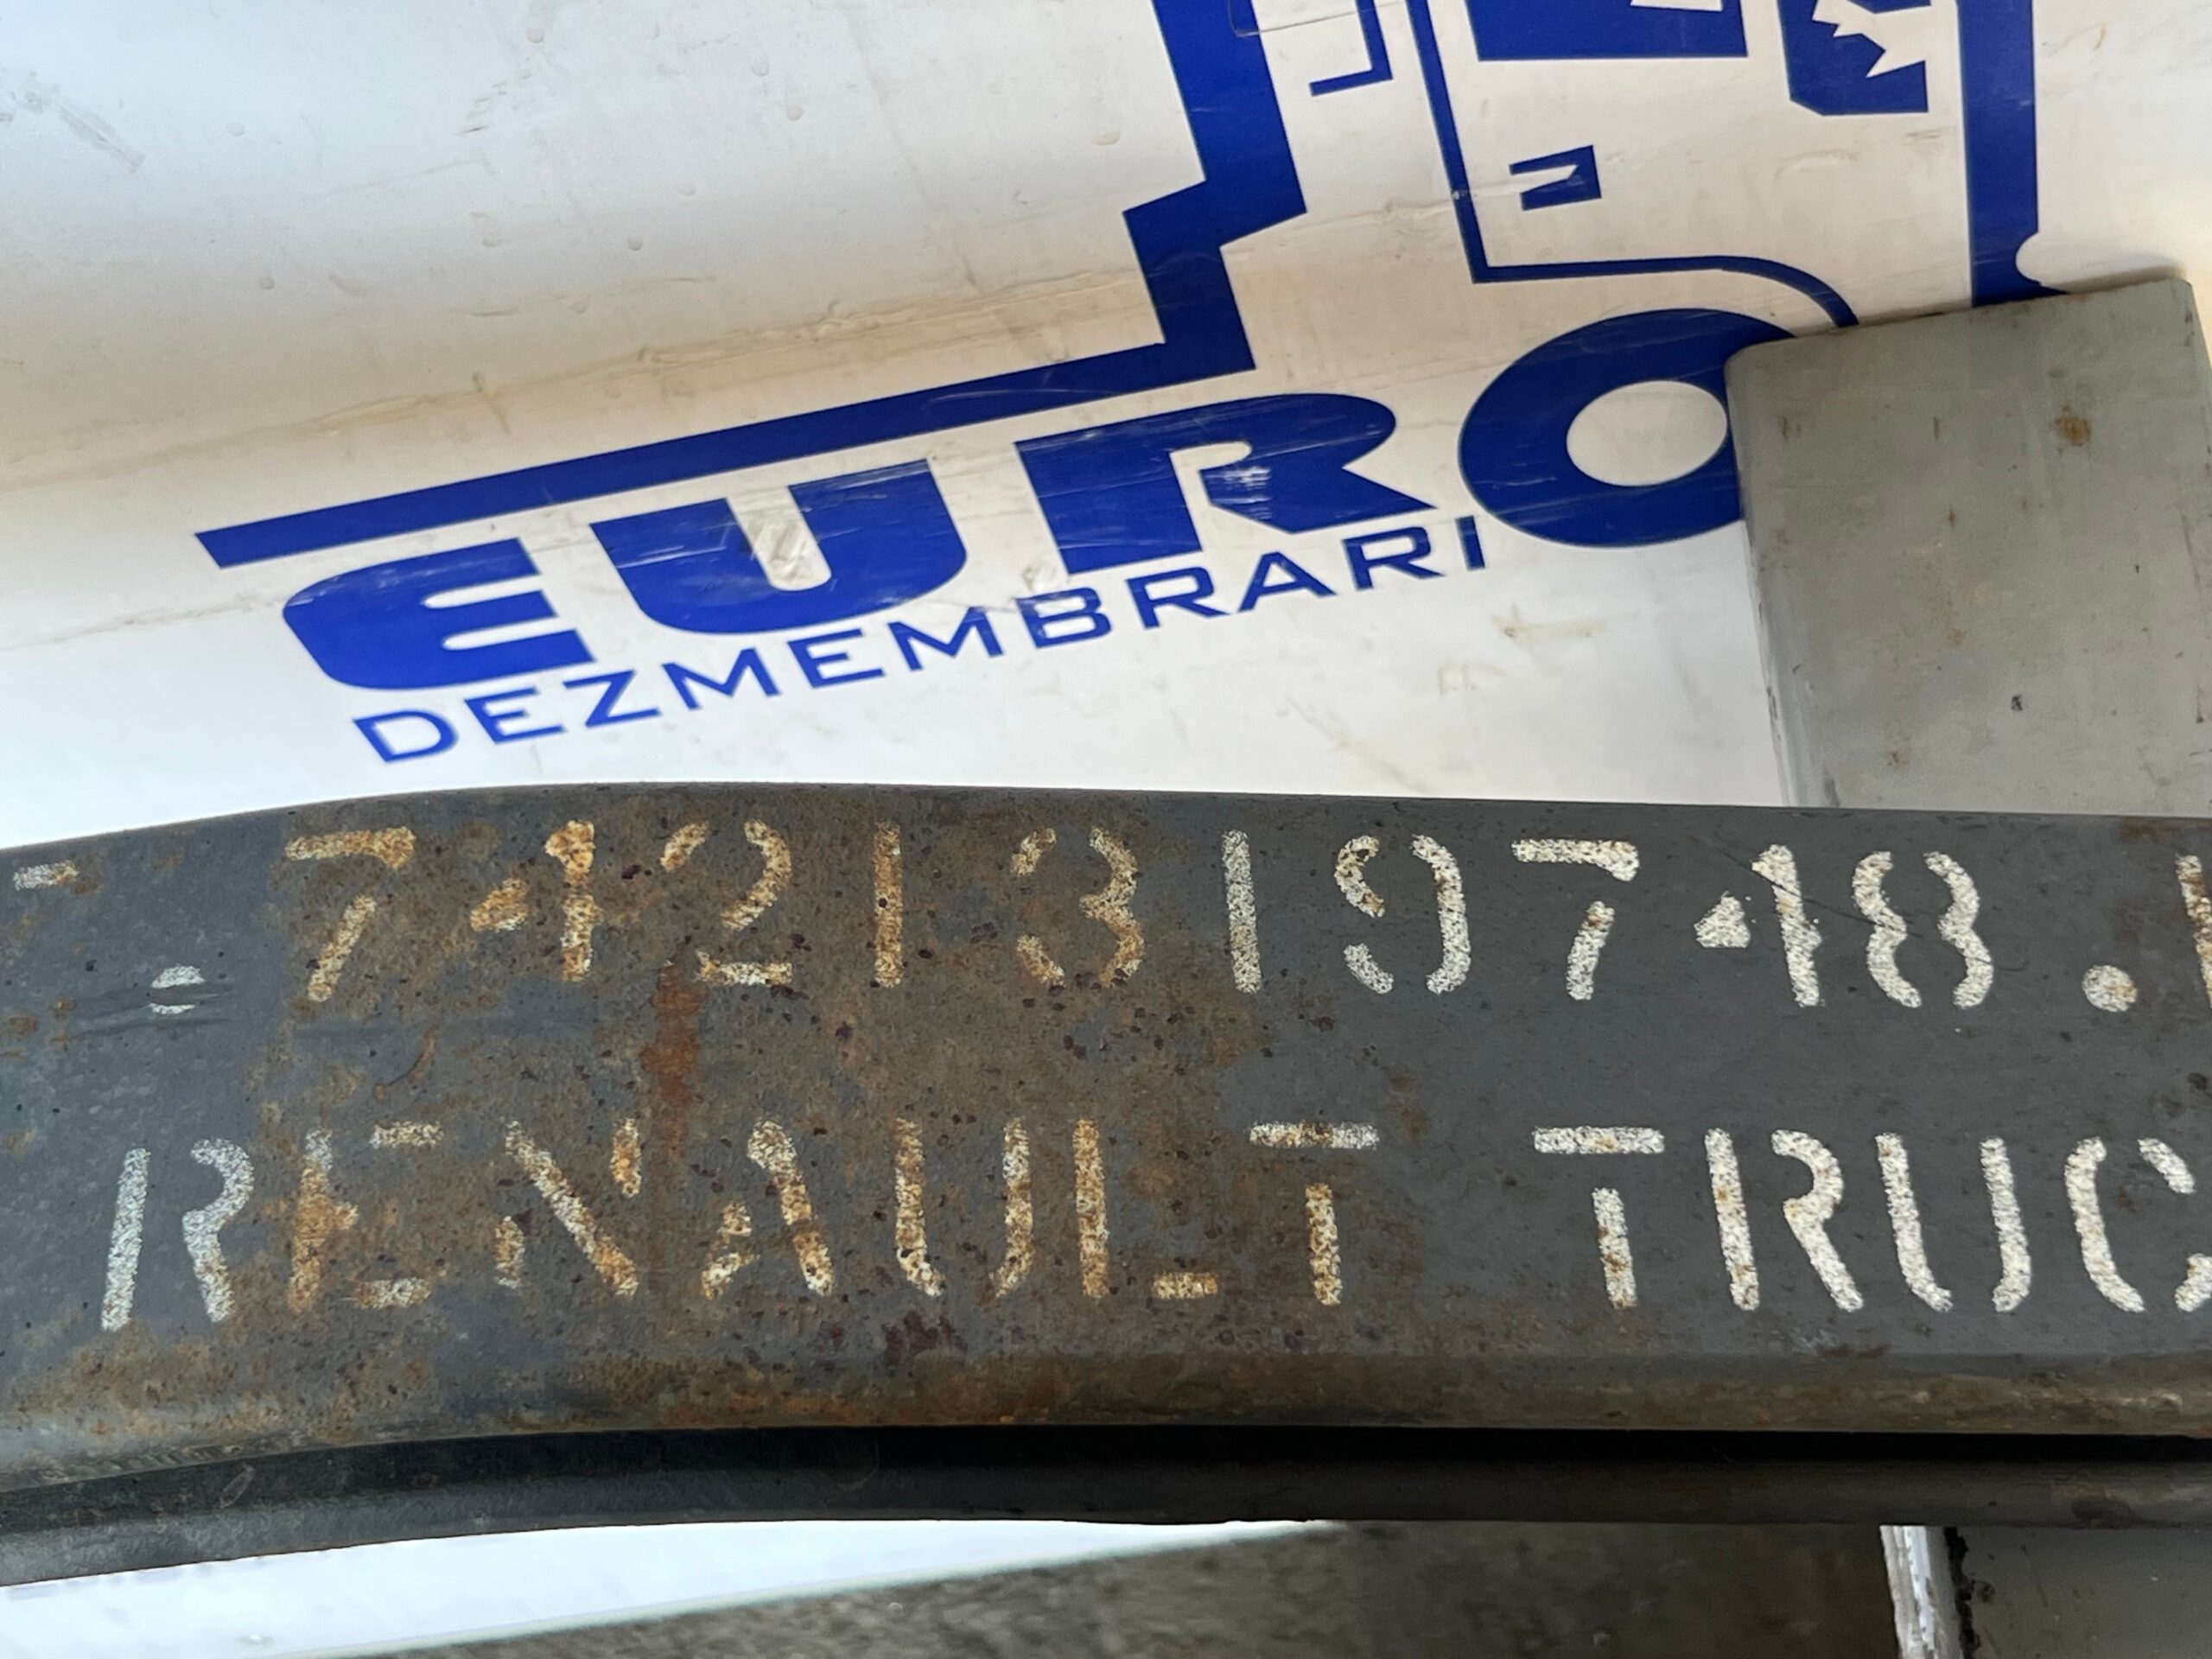 EURO
DEZMEMBRARI
. 7421319748 .
RENAULT TRUC